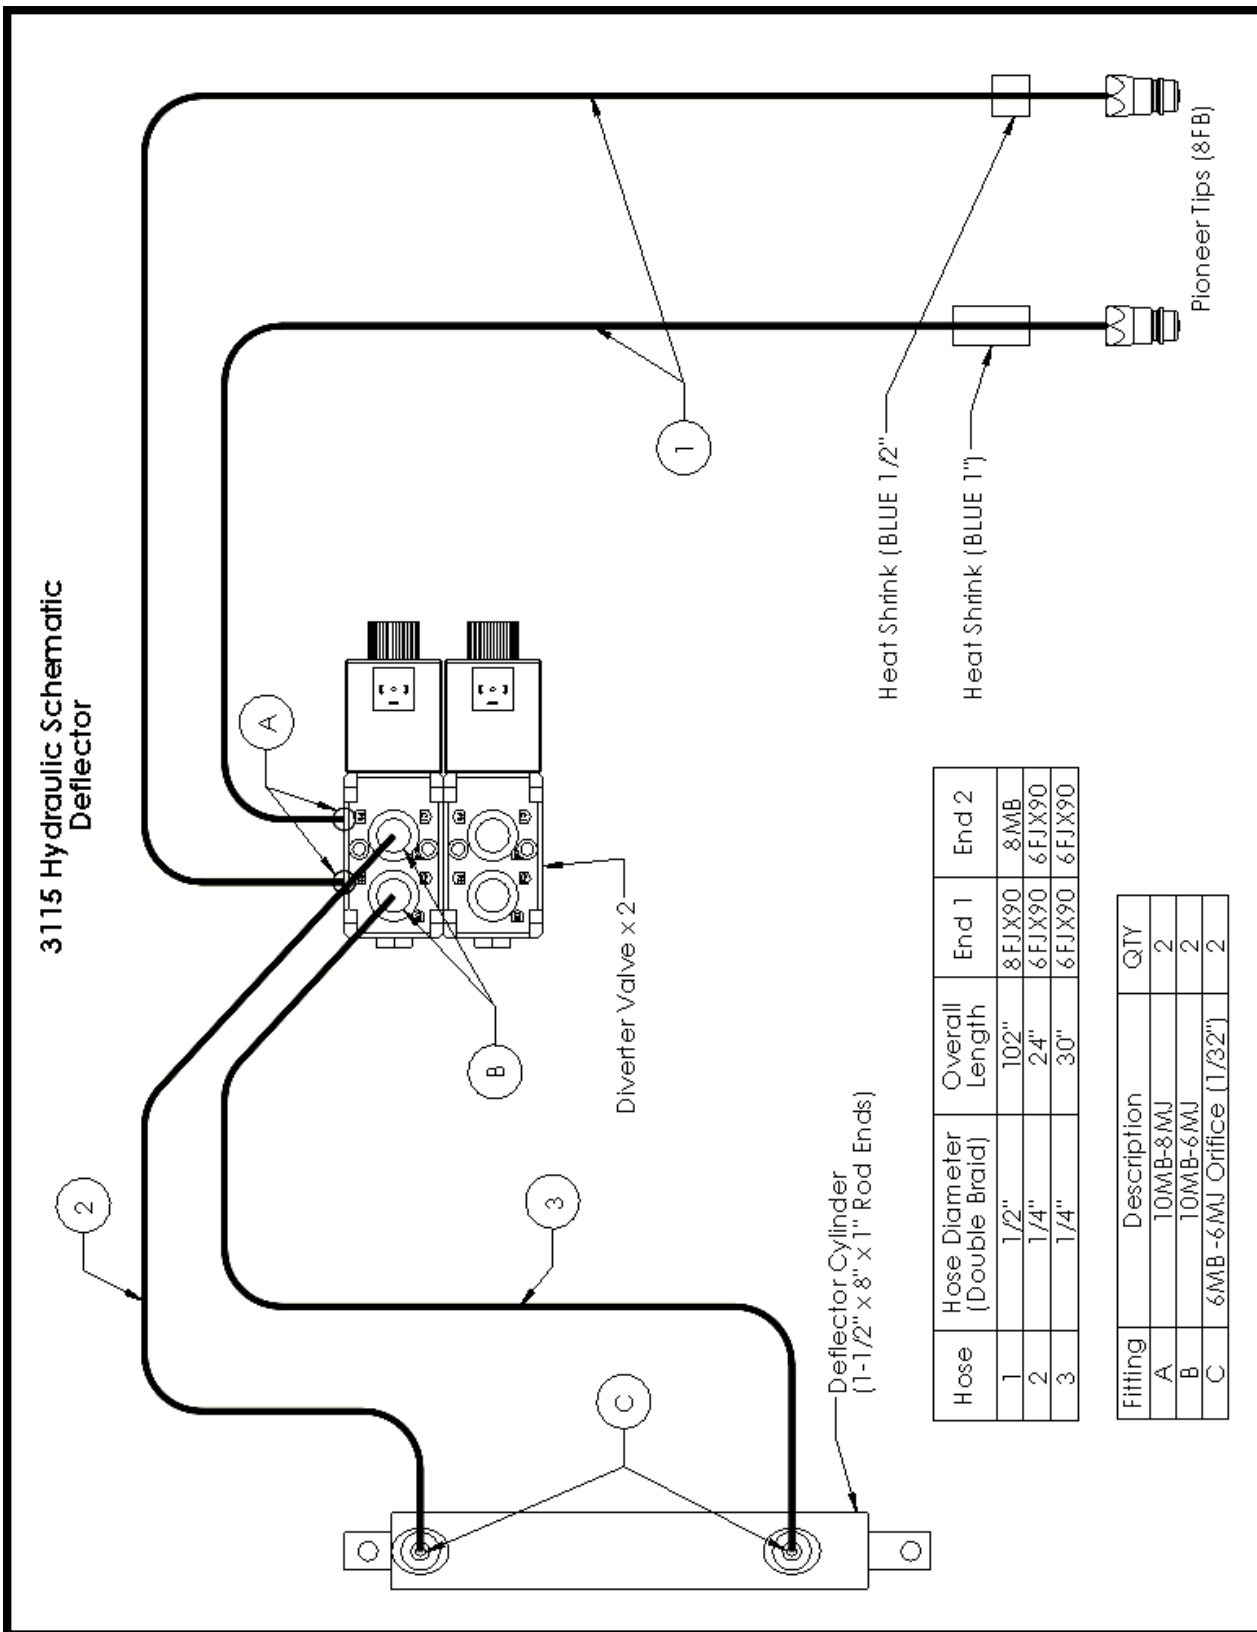 3115 Hydraulic Schematic
Deflector
2
3
A
B
C
1
Diverter Valve x 2
Deflector Cylinder
(1-1/2" x 8" x 1" Rod Ends)
Heat Shrink (BLUE 1/2"
Heat Shrink (BLUE 1")
Pioneer Tips (8FB)
Hose Hose Diameter (Double Braid) Overall Length End 1 End 2
1 1/2" 102" 8FJX90 8MB
2 1/4" 24" 6FJX90 6FJX90
3 1/4" 30" 6FJX90 6FJX90
Fitting Description QTY
A 10MB-8MJ 2
B 10MB-6MJ 2
C 6MB-6MJ Orifice (1/32") 2